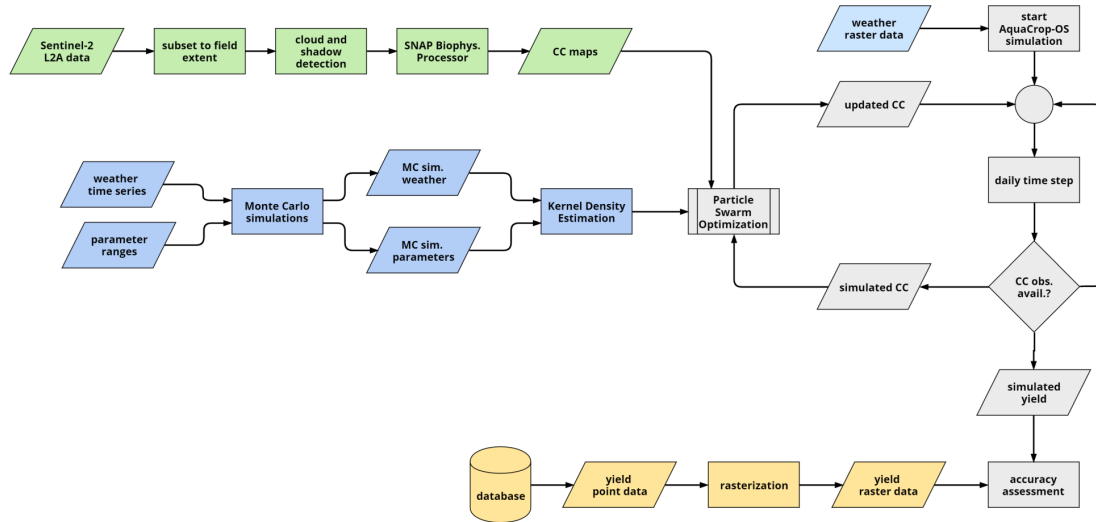 Sentinel-2
L2A data
subset to field
extent
cloud and
shadow
detection
SNAP Biophys.
Processor
CC maps
weather
raster data
start
AquaCrop-OS
simulation
updated CC
weather
time series
parameter
ranges
Monte Carlo
simulations
MC sim.
weather
MC sim.
parameters
Kernel Density
Estimation
Particle
Swarm
Optimization
daily time step
simulated CC
CC obs.
avail.?
simulated
yield
database
yield
point data
rasterization
yield
raster data
accuracy
assessment